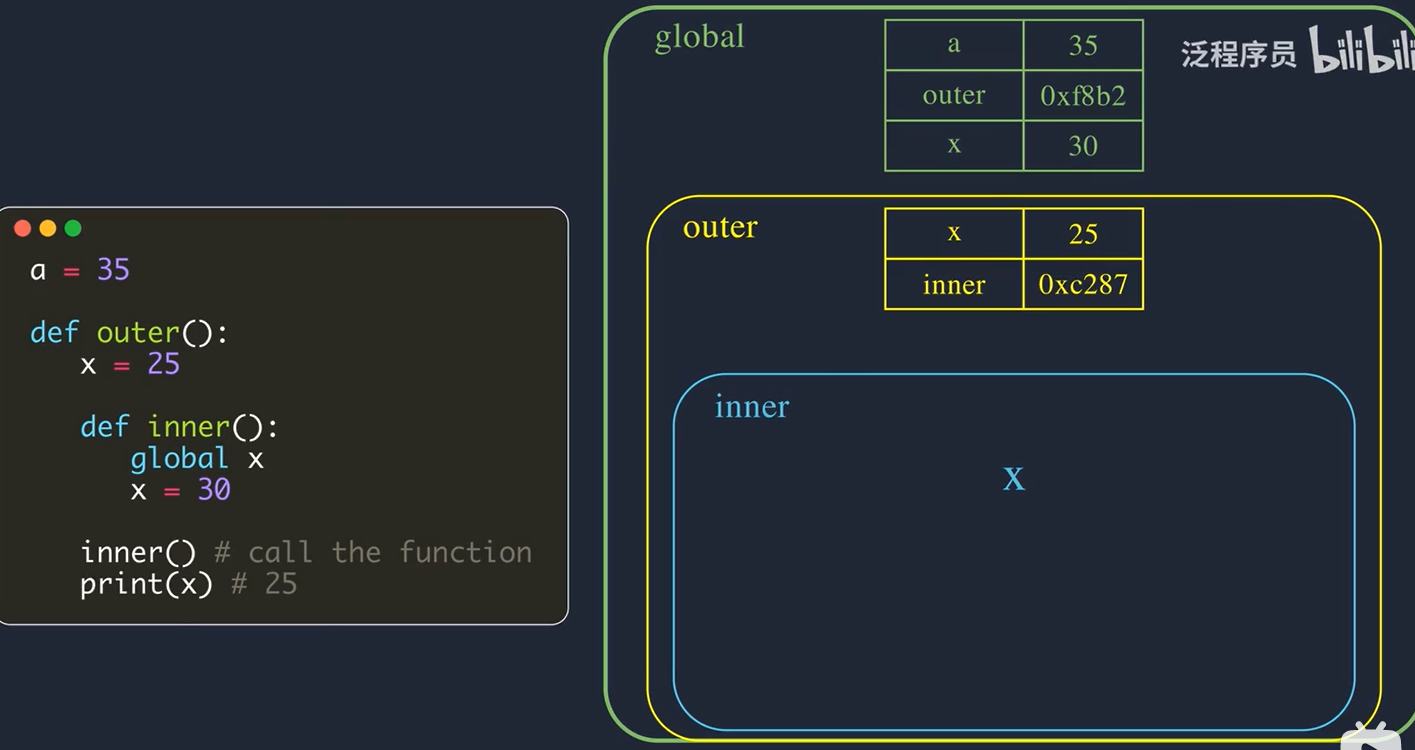 a = 35
def outer():
x = 25
def inner():
global x
x = 30
inner() # call the function
print(x) # 25
global
a 35
outer 0xf8b2
x 30
泛程序员 bilibili
outer
x 25
inner 0xc287
inner
x